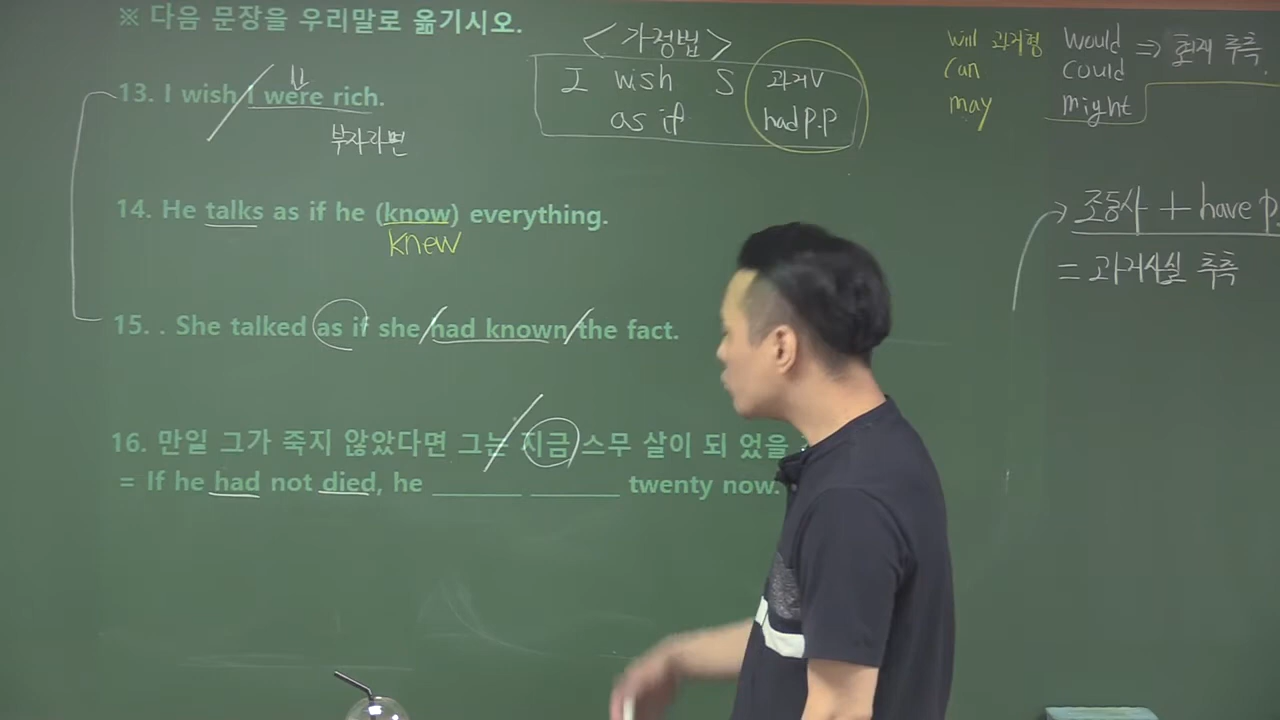 ※ 다음 문장을 우리말로 옮기시오.
<가정법>
I wish S 과거V
as if had P.P
will 과거형 would ⇒ 현재 추측
can could
may might
13. I wish I were rich.
부자라면
조동사 + have P.
= 과거사실 추측
14. He talks as if he (know) everything.
knew
15. . She talked as if she had known the fact.
16. 만일 그가 죽지 않았다면 그는 지금 스무 살이 되 었을
= If he had not died, he ______ ______ twenty now.